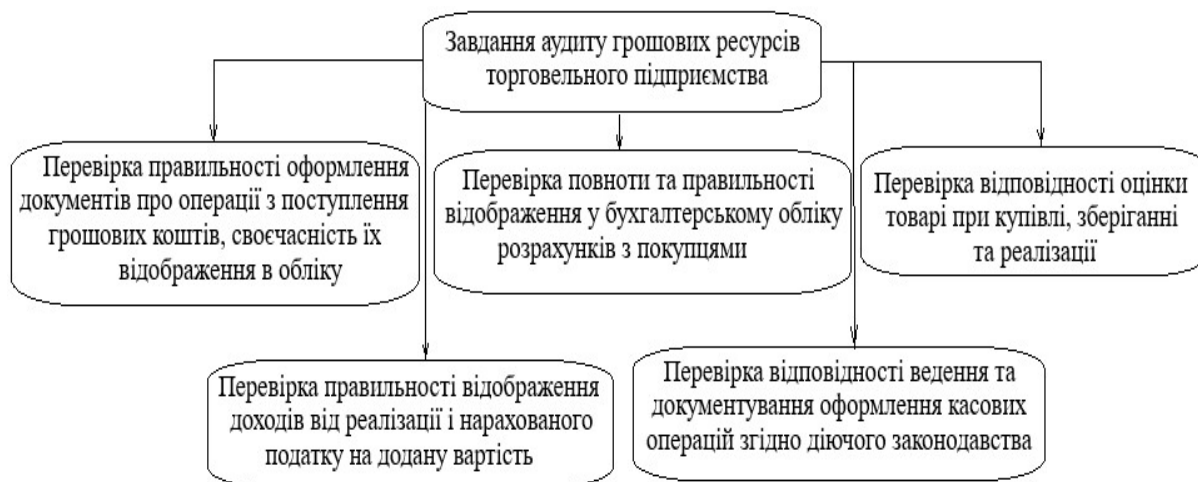 Завдання аудиту грошових ресурсів
торговельного підприємства
Перевірка правильності оформлення
документів про операції з поступлення
грошових коштів, своєчасність їх
відображення в обліку
Перевірка повноти та правильності
відображення у бухгалтерському обліку
розрахунків з покупцями
Перевірка відповідності оцінки
товарі при купівлі, зберіганні
та реалізації
Перевірка правильності відображення
доходів від реалізації і нарахованого
податку на додану вартість
Перевірка відповідності ведення та
документування оформлення касових
операцій згідно діючого законодавства